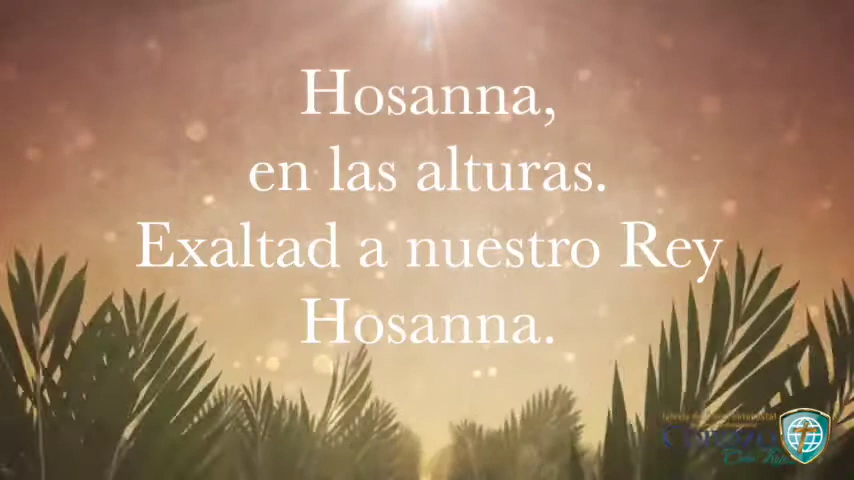 Hosanna,
en las alturas.
Exaltad a nuestro Rey
Hosanna.